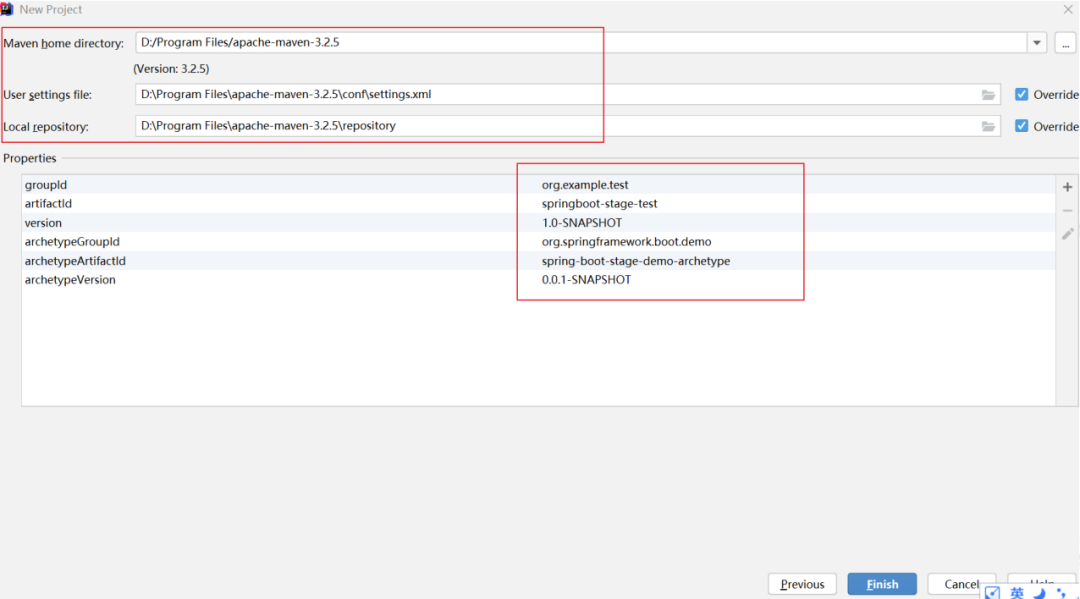 New Project
Maven home directory: D:/Program Files/apache-maven-3.2.5 ...
(Version: 3.2.5)
User settings file: D:\Program Files\apache-maven-3.2.5\conf\settings.xml Override
Local repository: D:\Program Files\apache-maven-3.2.5\repository Override
Properties
groupId org.example.test
artifactId springboot-stage-test
version 1.0-SNAPSHOT
archetypeGroupId org.springframework.boot.demo
archetypeArtifactId spring-boot-stage-demo-archetype
archetypeVersion 0.0.1-SNAPSHOT
Previous Finish Cancel Help
英